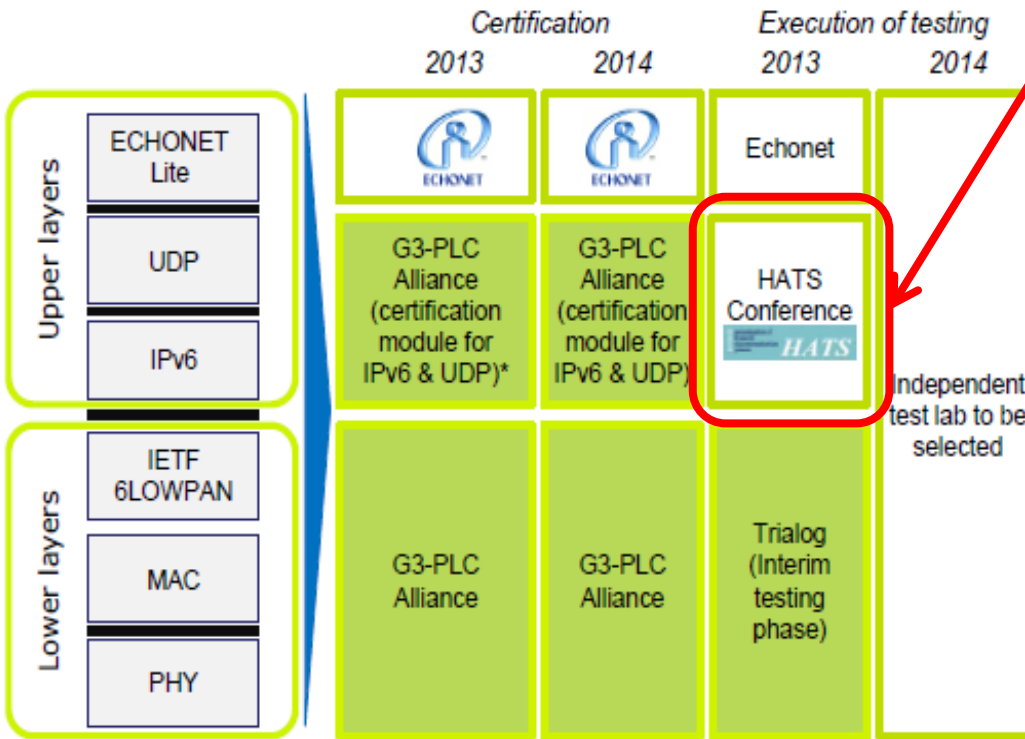 Certification
Execution of testing
2013
2014
2013
2014
Upper layers
ECHONET
Lite
UDP
IPv6
Lower layers
IETF
6LOWPAN
MAC
PHY
ECHONET
ECHONET
Echonet
G3-PLC
Alliance
(certification
module for
IPv6 & UDP)*
G3-PLC
Alliance
(certification
module for
IPv6 & UDP)
HATS
Conference
HATS
Independent
test lab to be
selected
G3-PLC
Alliance
G3-PLC
Alliance
Trialog
(Interim
testing
phase)